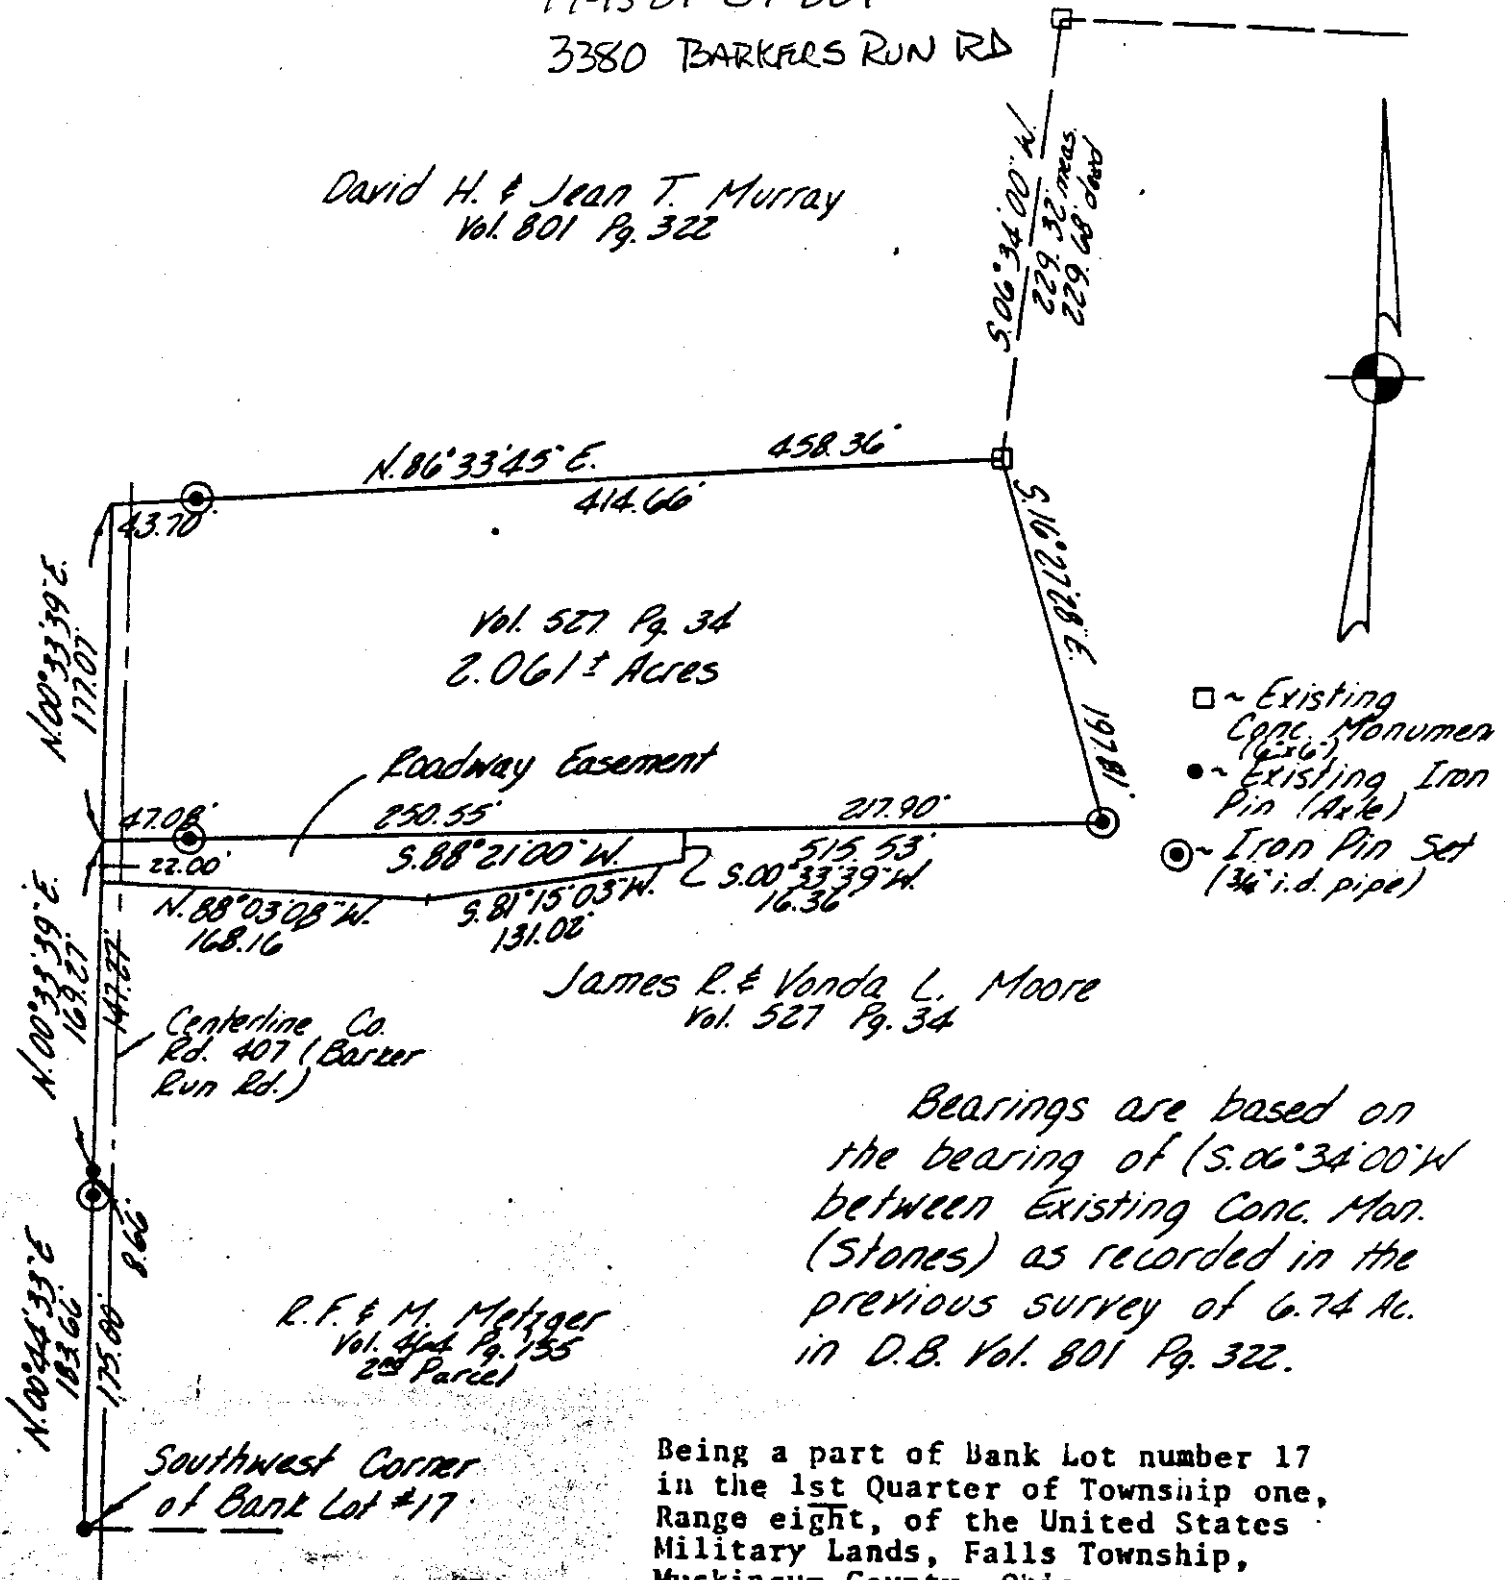 3380 BARKERS RUN RD
S.06°34'00" W.
229.32 meas.
229.68 deed
David H. & Jean T. Murray
Vol. 801 Pg. 322
N.86°33'45" E.
458.36'
414.66'
43.70'
S.16°27'28" E.
197.81'
N.00°33'39" E.
177.07'
Vol. 527 Pg. 34
2.061± Acres
Roadway Easement
47.08'
250.55'
217.90'
22.00'
S.88°21'00" W.
515.53'
N.88°03'08" W.
168.16
S.81°15'03" W.
131.02'
S.00°33'39" W.
16.36'
□ ~ Existing
Conc. Monumen
(6"x6")
● ~ Existing Iron
Pin (Axle)
~ Iron Pin Set
(3/4" i.d. pipe)
N.00°33'39" E.
169.27'
147.27'
James R. & Vonda L. Moore
Vol. 527 Pg. 34
Centerline Co.
Rd. 407 (Barker
Run Rd.)
8.66'
N.00°44'33" E.
183.66'
175.00'
R.F. & M. Metzger
Vol. 464 Pg. 155
2nd Parcel
Bearings are based on
the bearing of (S.06°34'00" W
between Existing Conc. Mon.
(Stones) as recorded in the
previous survey of 6.74 Ac.
in D.B. Vol. 801 Pg. 322.
Southwest Corner
of Bank Lot #17
Being a part of Bank Lot number 17
in the 1st Quarter of Township one,
Range eight, of the United States
Military Lands, Falls Township,
Muskingum County, Ohio